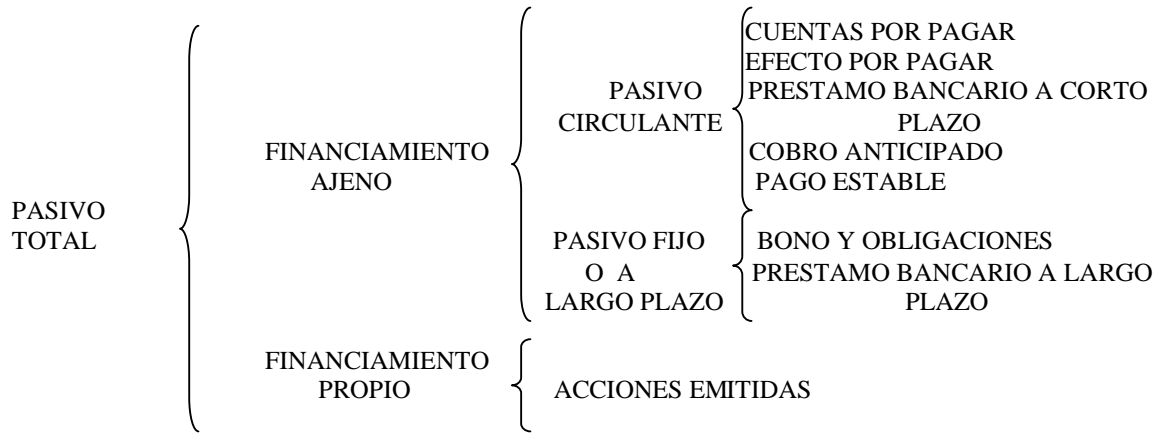 PASIVO
TOTAL
FINANCIAMIENTO
AJENO
PASIVO
CIRCULANTE
CUENTAS POR PAGAR
EFECTO POR PAGAR
PRESTAMO BANCARIO A CORTO
PLAZO
COBRO ANTICIPADO
PAGO ESTABLE
PASIVO FIJO
O A
LARGO PLAZO
BONO Y OBLIGACIONES
PRESTAMO BANCARIO A LARGO
PLAZO
FINANCIAMIENTO
PROPIO
ACCIONES EMITIDAS